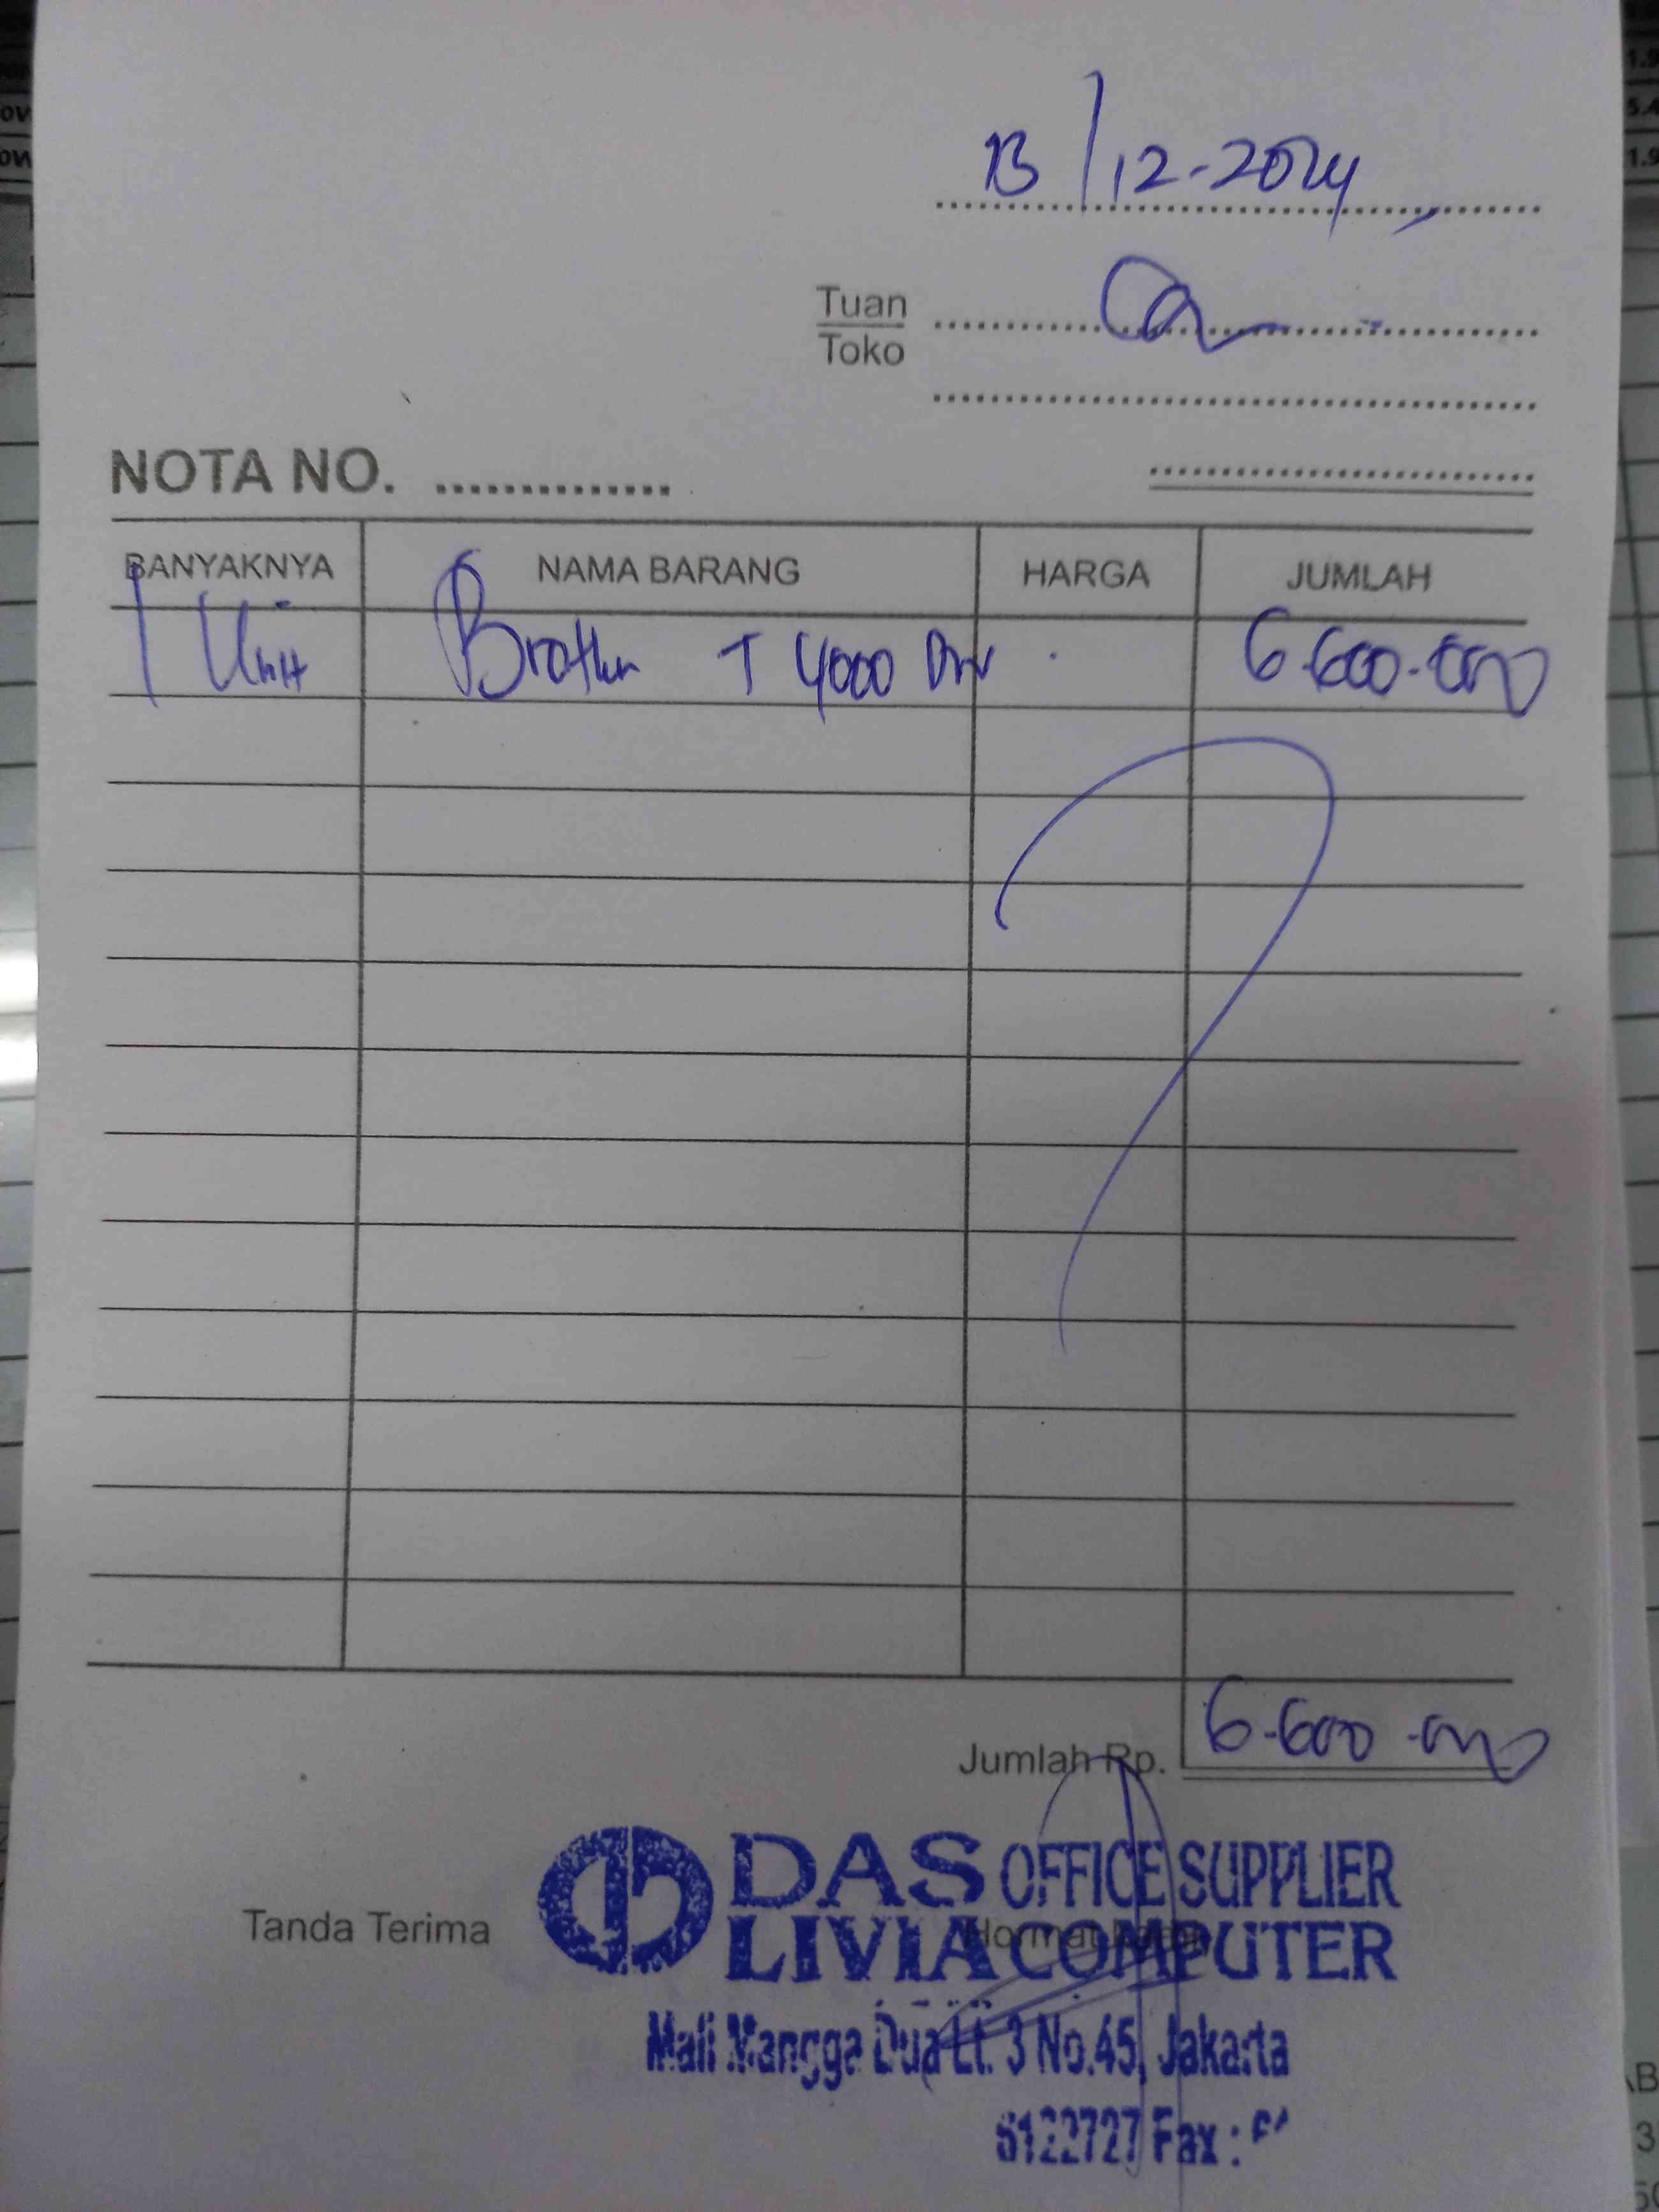 13/12-2024
Tuan
Toko
NOTA NO.
BANYAKNYA NAMA BARANG HARGA JUMLAH
1 Unit Brother T 4000 DW 6.600.000
Jumlah Rp. 6.600.000
Tanda Terima Hormat Kami
DAS OFFICE SUPPLIER
LIVIA COMPUTER
Mall Mangga Dua Lt. 3 No.45, Jakarta
6122727 Fax :